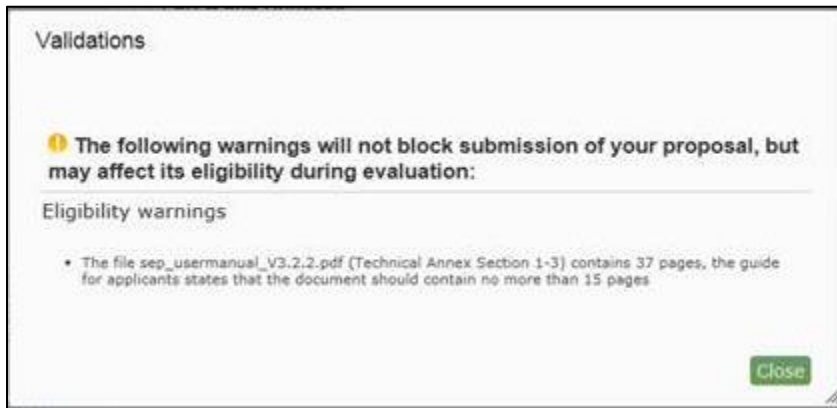 Validations
The following warnings will not block submission of your proposal, but
may affect its eligibility during evaluation:
Eligibility warnings
• The file sep_usermanual_V3.2.2.pdf (Technical Annex Section 1-3) contains 37 pages, the guide
for applicants states that the document should contain no more than 15 pages
Close